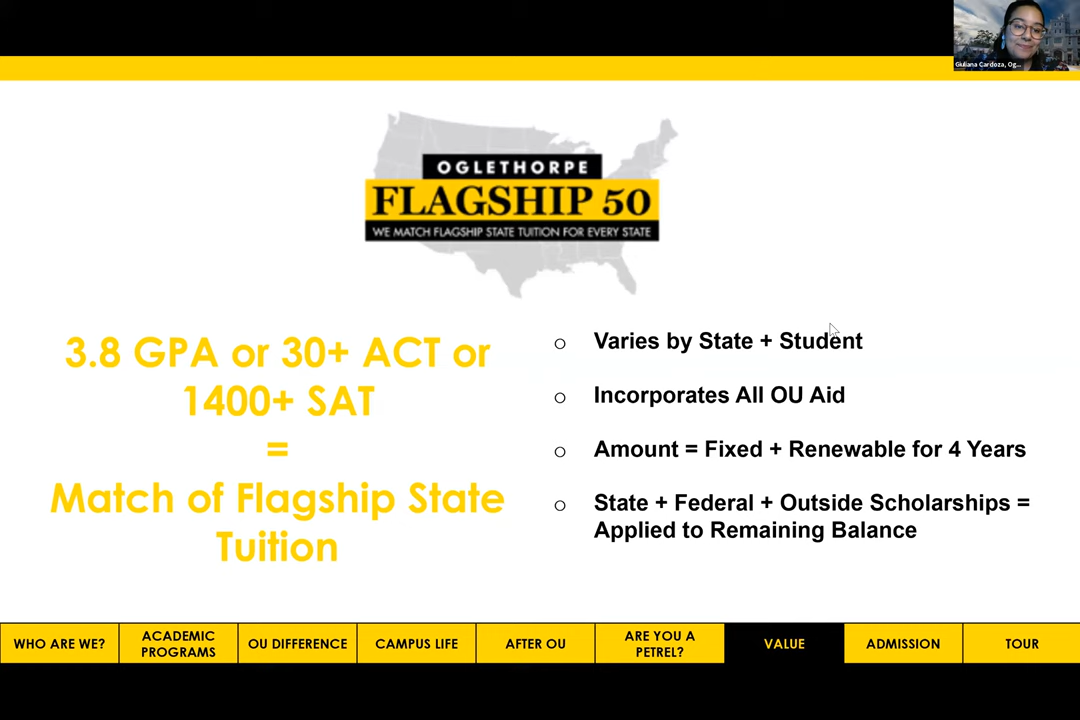 Giuliana Cardoza, Og...
OGLETHORPE
FLAGSHIP 50
WE MATCH FLAGSHIP STATE TUITION FOR EVERY STATE
3.8 GPA or 30+ ACT or
1400+ SAT
=
Match of Flagship State
Tuition
o Varies by State + Student
o Incorporates All OU Aid
o Amount = Fixed + Renewable for 4 Years
o State + Federal + Outside Scholarships =
Applied to Remaining Balance
WHO ARE WE?
ACADEMIC
PROGRAMS
OU DIFFERENCE
CAMPUS LIFE
AFTER OU
ARE YOU A
PETREL?
VALUE
ADMISSION
TOUR